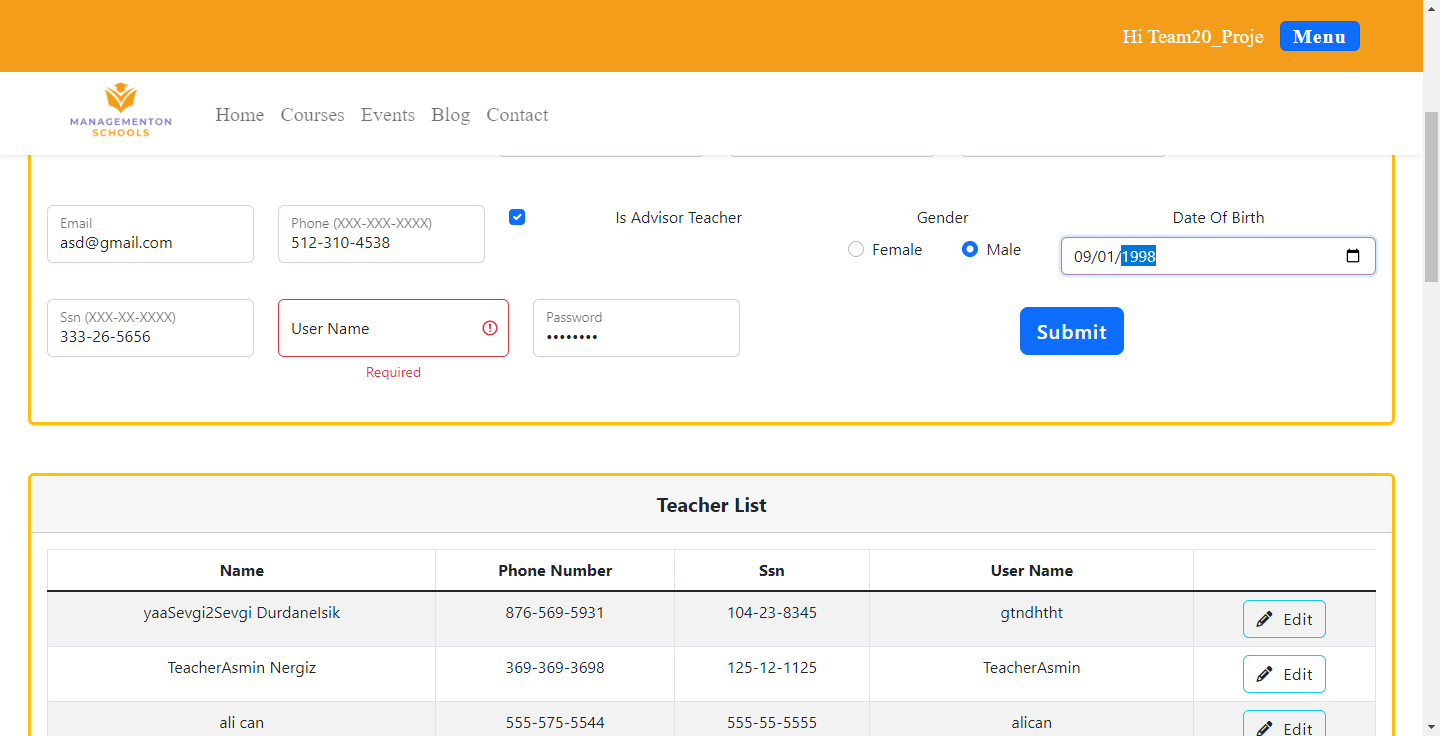 Hi Team20_Proje Menu
MANAGEMENTON
SCHOOLS
Home Courses Events Blog Contact
Email
asd@gmail.com
Phone (XXX-XXX-XXXX)
512-310-4538
Is Advisor Teacher
Gender
Female Male
Date Of Birth
09/01/1998
Ssn (XXX-XX-XXXX)
333-26-5656
User Name
Required
Password
••••••••
Submit
Teacher List
Name Phone Number Ssn User Name
yaaSevgi2Sevgi DurdaneIsik 876-569-5931 104-23-8345 gtndhtht Edit
TeacherAsmin Nergiz 369-369-3698 125-12-1125 TeacherAsmin Edit
ali can 555-575-5544 555-55-5555 alican Edit